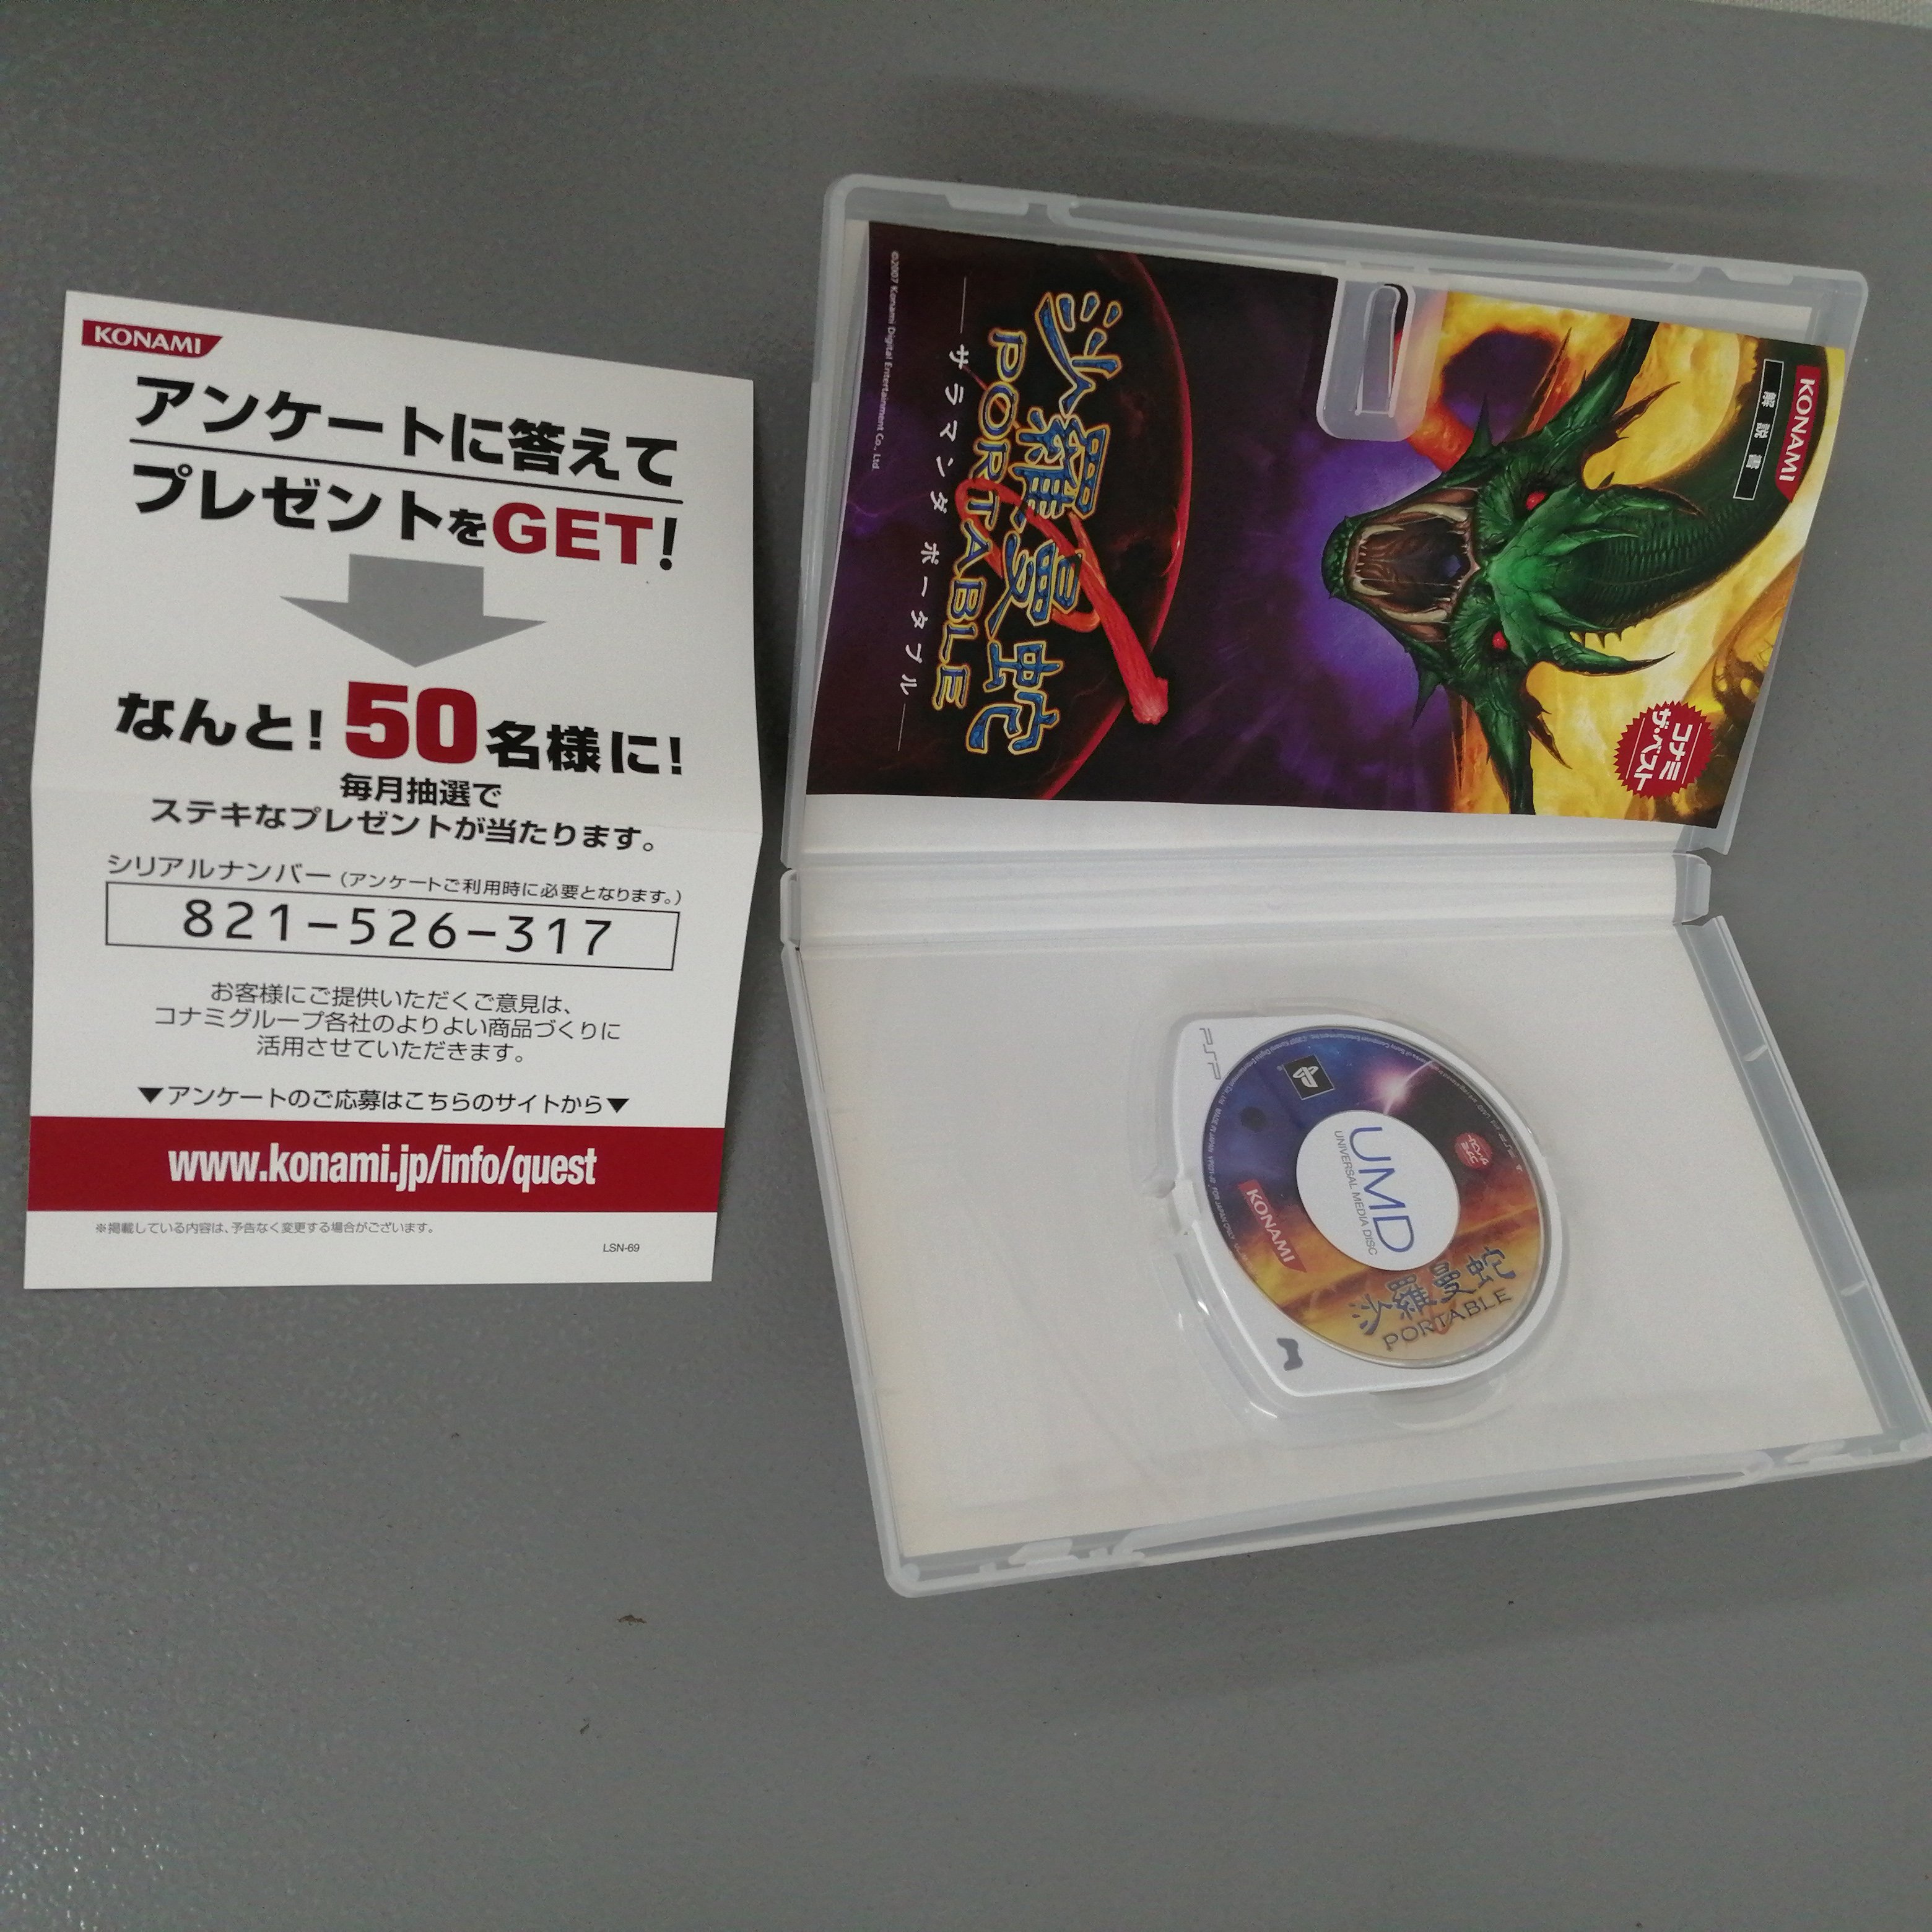 KONAMI
アンケートに答えて
プレゼントをGET!
なんと!50名様に!
毎月抽選で
ステキなプレゼントが当たります。
シリアルナンバー(アンケートご利用時に必要となります。)
821-526-317
お客様にご提供いただくご意見は、
コナミグループ各社のよりよい商品づくりに
活用させていただきます。
▼アンケートのご応募はこちらのサイトから▼
www.konami.jp/info/quest
※掲載している内容は、予告なく変更する場合がございます。
LSN-69
KONAMI
解説書
コナミ
ザ・ベスト
沙羅曼蛇
PORTABLE
サラマンダ ポータブル
©2007 Konami Digital Entertainment Co., Ltd.
PSP
UMD
UNIVERSAL MEDIA DISC
KONAMI
沙羅曼蛇
PORTABLE